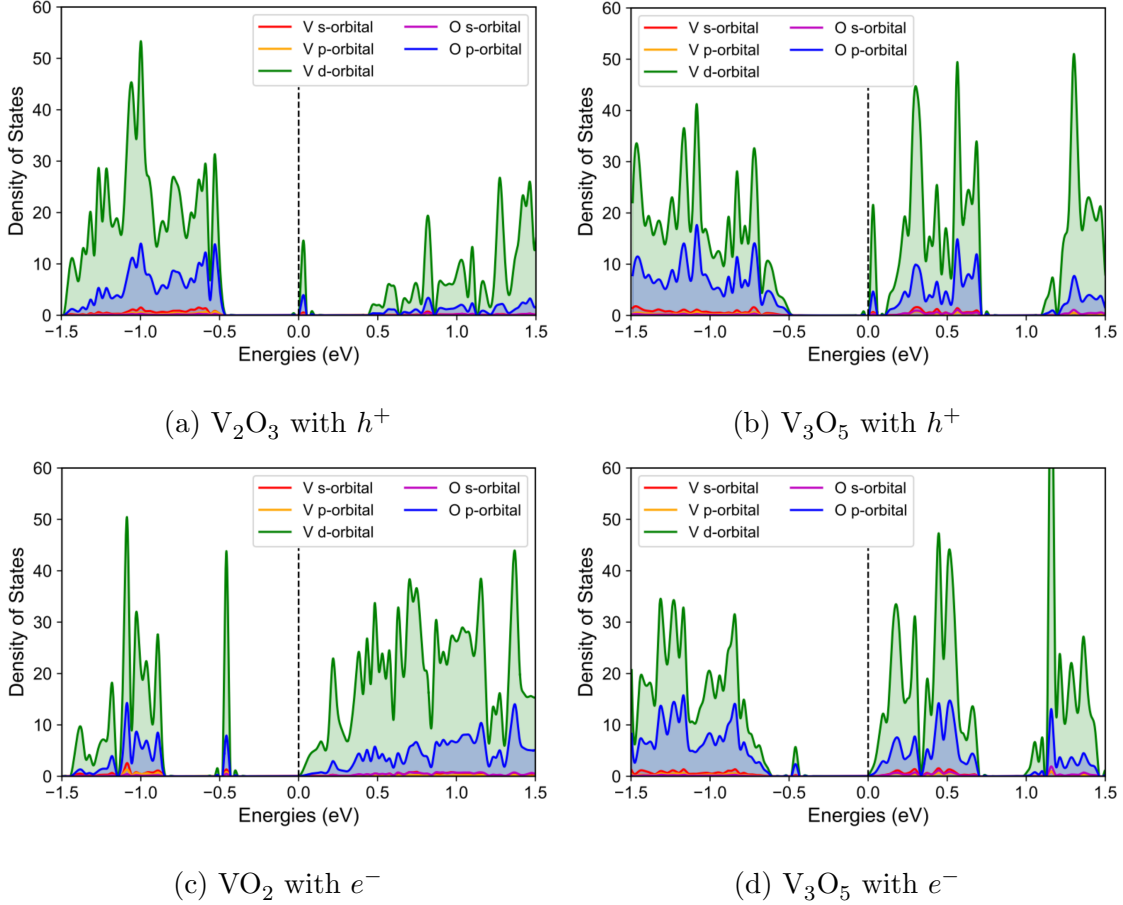 60
50
40
30
20
10
0
Density of States
V s-orbital
V p-orbital
V d-orbital
O s-orbital
O p-orbital
−1.5 −1.0 −0.5 0.0 0.5 1.0 1.5
Energies (eV)
(a) V₂O₃ with h⁺
60
50
40
30
20
10
0
Density of States
V s-orbital
V p-orbital
V d-orbital
O s-orbital
O p-orbital
−1.5 −1.0 −0.5 0.0 0.5 1.0 1.5
Energies (eV)
(b) V₃O₅ with h⁺
60
50
40
30
20
10
0
Density of States
V s-orbital
V p-orbital
V d-orbital
O s-orbital
O p-orbital
−1.5 −1.0 −0.5 0.0 0.5 1.0 1.5
Energies (eV)
(c) VO₂ with e⁻
60
50
40
30
20
10
0
Density of States
V s-orbital
V p-orbital
V d-orbital
O s-orbital
O p-orbital
−1.5 −1.0 −0.5 0.0 0.5 1.0 1.5
Energies (eV)
(d) V₃O₅ with e⁻